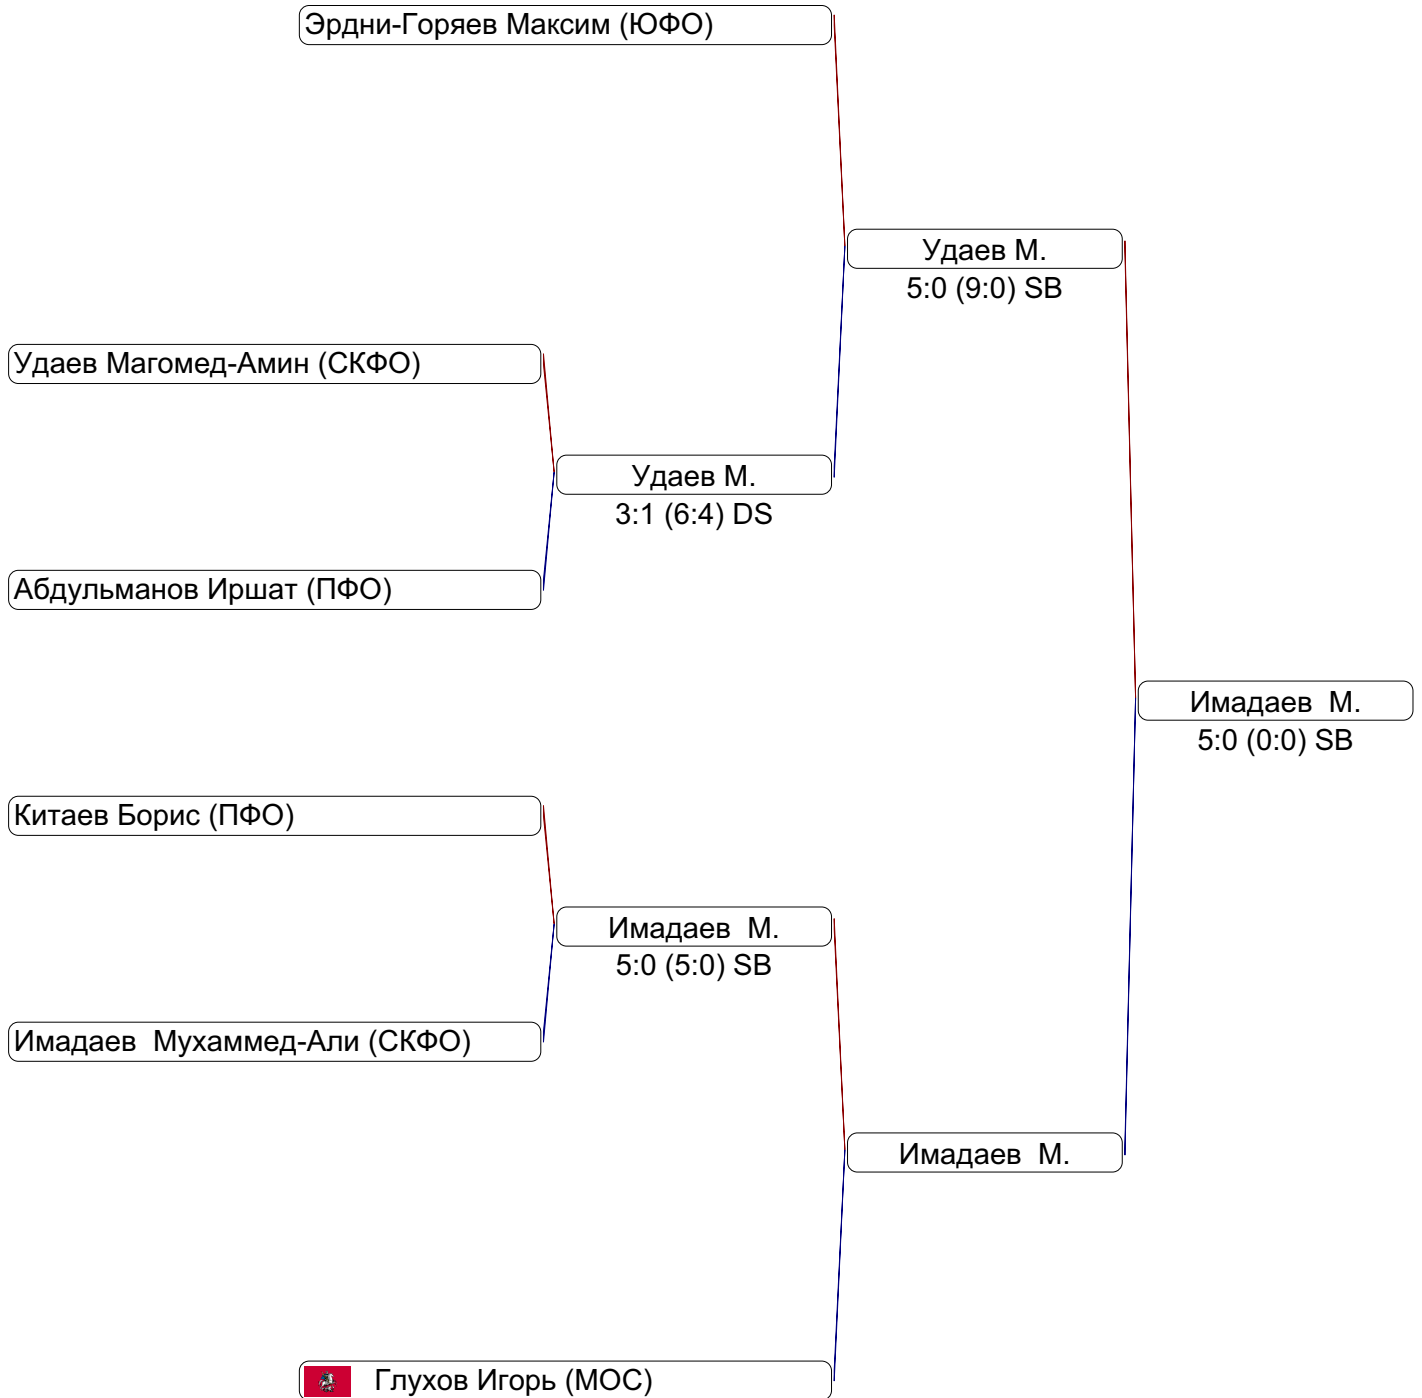 Эрдни-Горяев Максим (ЮФО)
Удаев М.
5:0 (9:0) SB
Удаев Магомед-Амин (СКФО)
Удаев М.
3:1 (6:4) DS
Абдульманов Иршат (ПФО)
Имадаев  М.
5:0 (0:0) SB
Китаев Борис (ПФО)
Имадаев  М.
5:0 (5:0) SB
Имадаев  Мухаммед-Али (СКФО)
Имадаев  М.
Глухов Игорь (МОС)